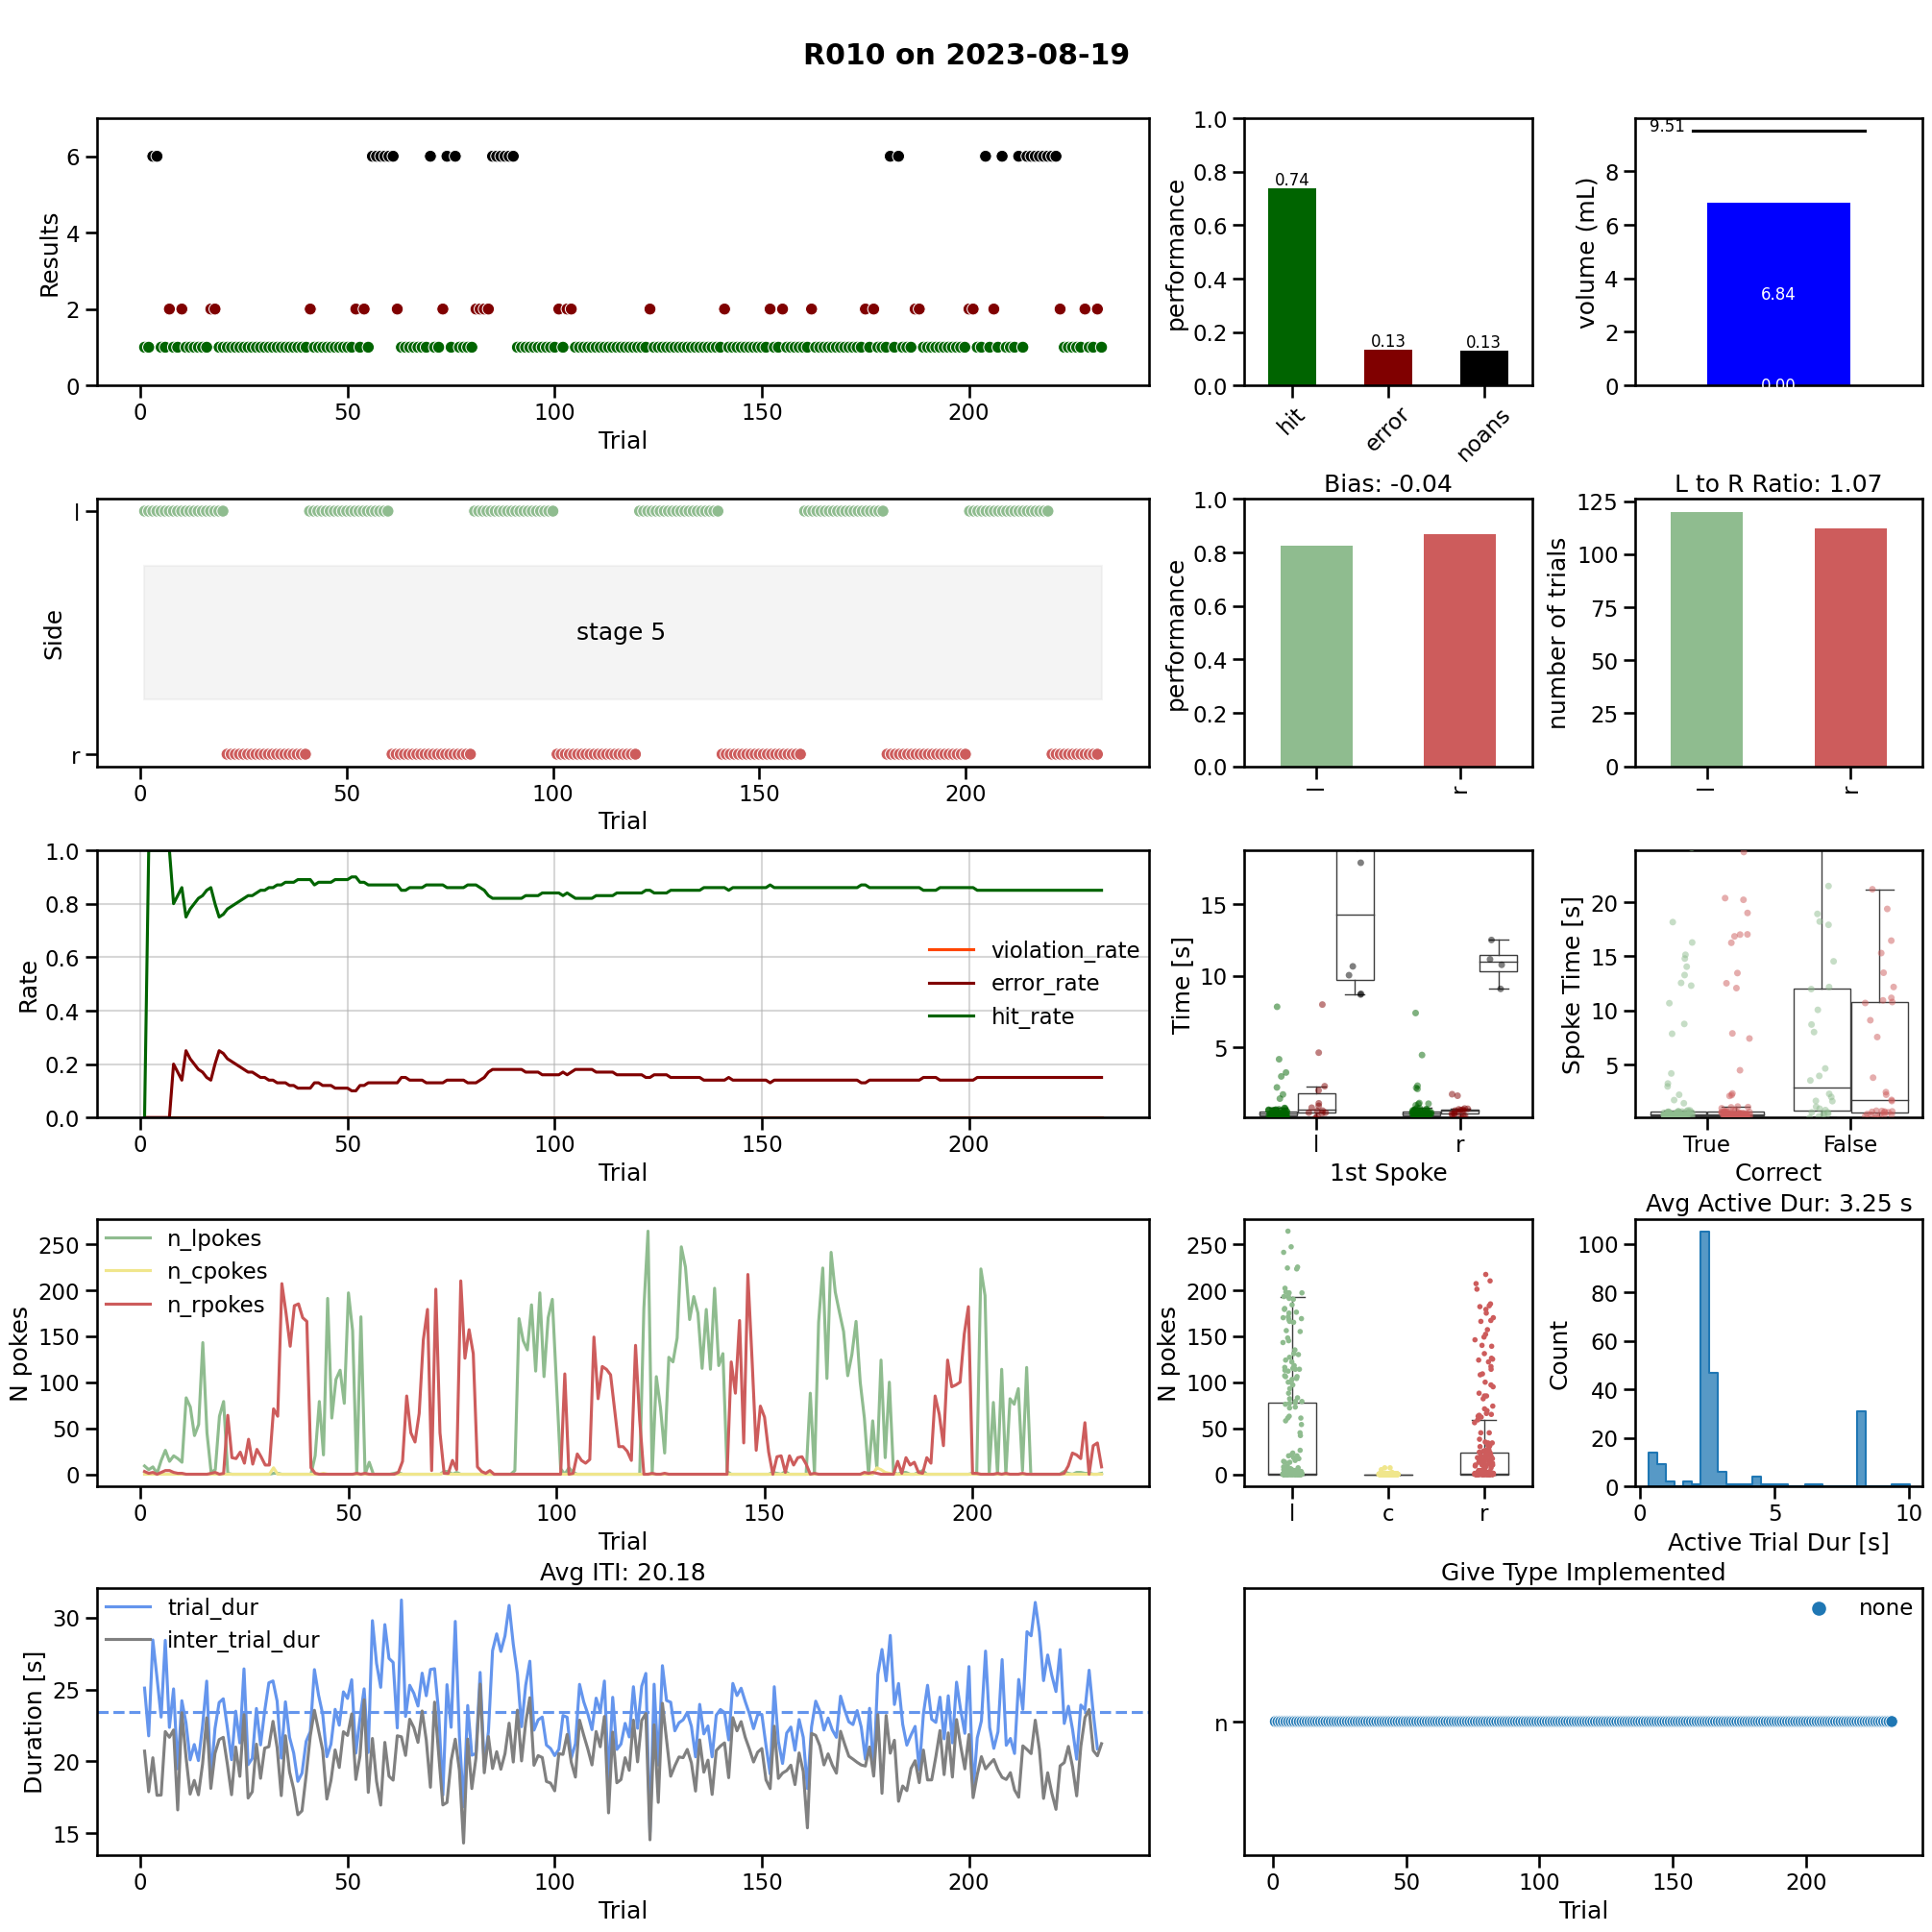 R010 on 2023-08-19
6
4
2
0
Results
0 50 100 150 200
Trial
1.0
0.8
0.6
0.4
0.2
0.0
performance
0.74
0.13
0.13
hit error noans
9.51
8
6
4
2
0
volume (mL)
6.84
0.00
l
r
Side
stage 5
0 50 100 150 200
Trial
Bias: -0.04
1.0
0.8
0.6
0.4
0.2
0.0
performance
l r
L to R Ratio: 1.07
125
100
75
50
25
0
number of trials
l r
1.0
0.8
0.6
0.4
0.2
0.0
Rate
violation_rate
error_rate
hit_rate
0 50 100 150 200
Trial
15
10
5
Time [s]
l r
1st Spoke
20
15
10
5
Spoke Time [s]
True False
Correct
250
200
150
100
50
0
N pokes
n_lpokes
n_cpokes
n_rpokes
0 50 100 150 200
Trial
250
200
150
100
50
0
N pokes
l c r
Avg Active Dur: 3.25 s
100
80
60
40
20
0
Count
0 5 10
Active Trial Dur [s]
Avg ITI: 20.18
30
25
20
15
Duration [s]
trial_dur
inter_trial_dur
0 50 100 150 200
Trial
Give Type Implemented
none
n
0 50 100 150 200
Trial